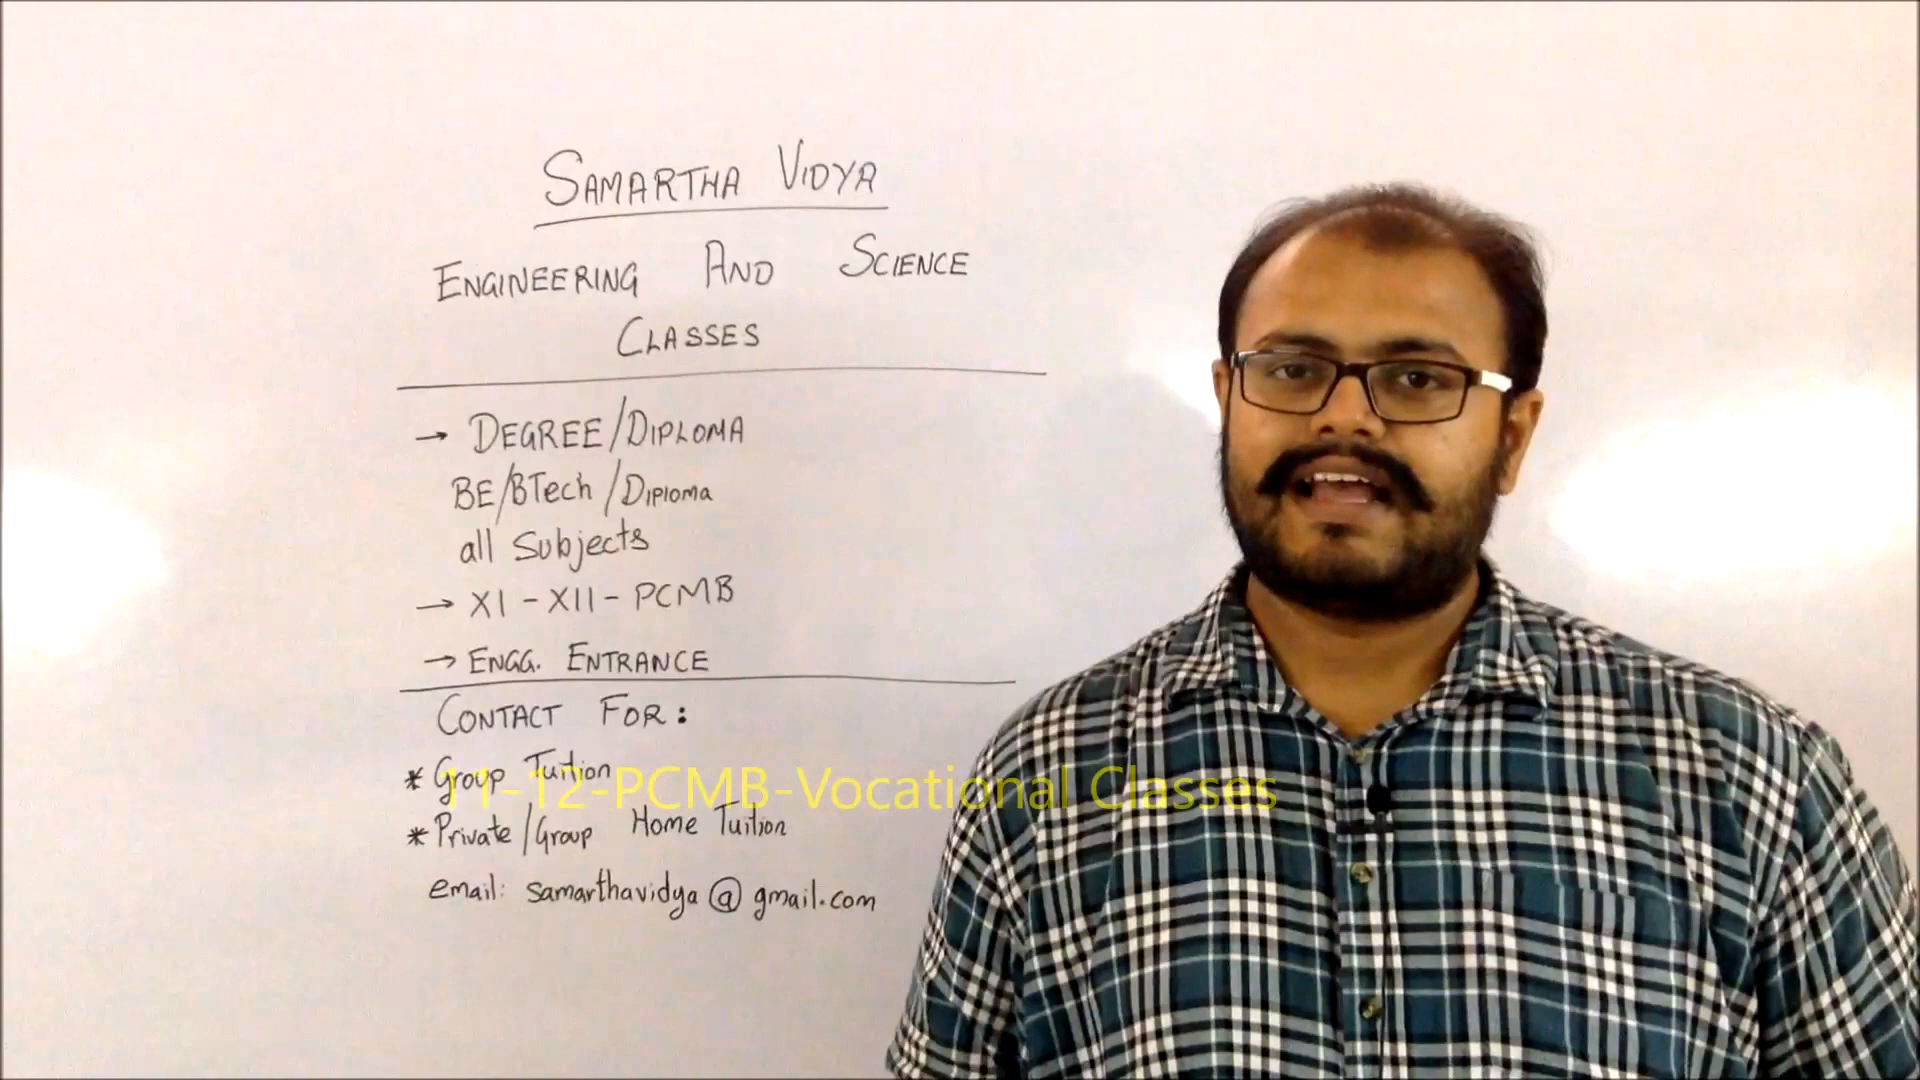 SAMARTHA VIDYA
ENGINEERING AND SCIENCE
CLASSES
→ DEGREE/DIPLOMA
BE/BTech/Diploma
all Subjects
→ XI - XII - PCMB
→ ENGG. ENTRANCE
CONTACT FOR:
* Group Tuition
11-12-PCMB-Vocational Classes
* Private/Group Home Tuition
email: samarthavidya@gmail.com